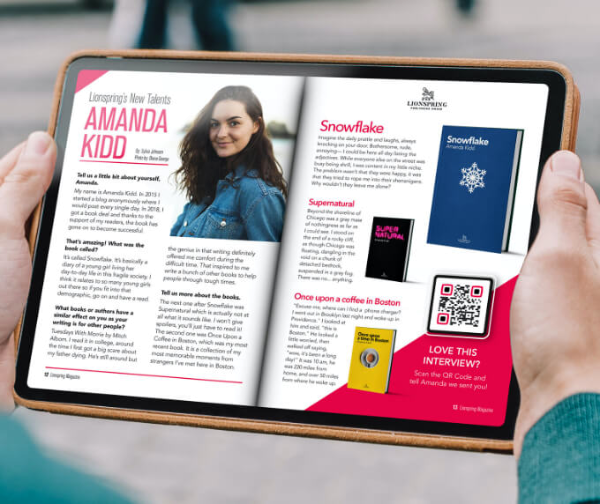 Lionspring's New Talents
AMANDA
KIDD
By Sylvia Johnson
Tell us a little bit about yourself,
Amanda.
My name is Amanda Kidd. In 2015 I
started a blog anonymously where I
would post every single day. In 2018, I
got a book deal and thanks to the
support of my readers, the book has
gone on to become successful.
That's amazing! What was the
book called?
It's called Snowflake. It's basically a
day-to-day life of a young girl living her
life in this fragile society. I
think it relates to so many young girls
out there so if you fit into that
demographic, go on and have a read.
What books or authors have a
similar effect on you as your
writing is for other people?
Tuesdays With Morrie by Mitch
Albom. I read it in college, around
the time I first got a big scare about
my father dying. He's still around but
the genius in that writing definitely
offered me comfort during the
difficult time. That inspired me to
write a bunch of other books to help
people through tough times.
Tell us more about the books.
The next one after Snowflake was
Supernatural which is actually not at
all what it sounds like. I won't give
spoilers, you'll just have to read it!
The second one was Once Upon a
Coffee in Boston, which was my most
recent book. It is a collection of my
most memorable moments from
strangers I've met here in Boston.
12 Lionspring Magazine
LIONSPRING
PUBLISHING HOUSE
Snowflake
Imagine the daily prattle and laughs, always
knocking on your door. Bothersome, rude,
annoying— I could be here all day listing the
adjectives. While everyone else on the street was
busy being shrill, I was content in my little niche.
The problem wasn't that they were happy, it was
that they tried to rope me into their shenanigans.
Why wouldn't they leave me alone?
Snowflake
Amanda Kidd
Supernatural
Beyond the shoreline of
Chicago was a gray mass
of nothingness as far as
I could see. I stood on
the end of a rocky cliff,
as though Chicago was
floating, dangling in the
void on a chunk of
detached bedrock,
suspended in a gray fog.
There was no... anything.
SUPER
NATURAL
Once upon a coffee in Boston
"Excuse me, where can I find a phone charger?
I went out in Brooklyn last night and woke up in
Providence." I looked at
him and said, "this is
Boston." He looked a
little worried, then
walked off saying,
"wow, it's been a long
day!" It was 10 am, he
was 220 miles from
home, and over 50 miles
from where he woke up.
Once upon
LOVE THIS
INTERVIEW?
Scan the QR Code and
tell Amanda we sent you!
13 Lionspring Magazine